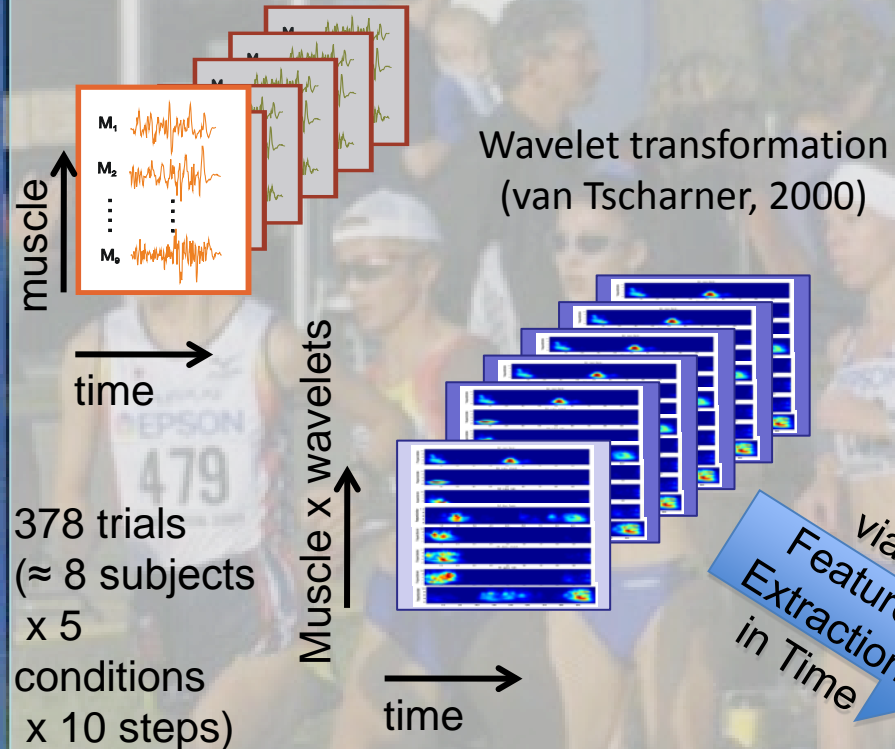 M₁
M₂
M₉
muscle
time
Wavelet transformation
(van Tscharner, 2000)
EPSON
479
Muscle x wavelets
time
378 trials
(≈ 8 subjects
x 5
conditions
x 10 steps)
via
Feature
Extraction
in Time